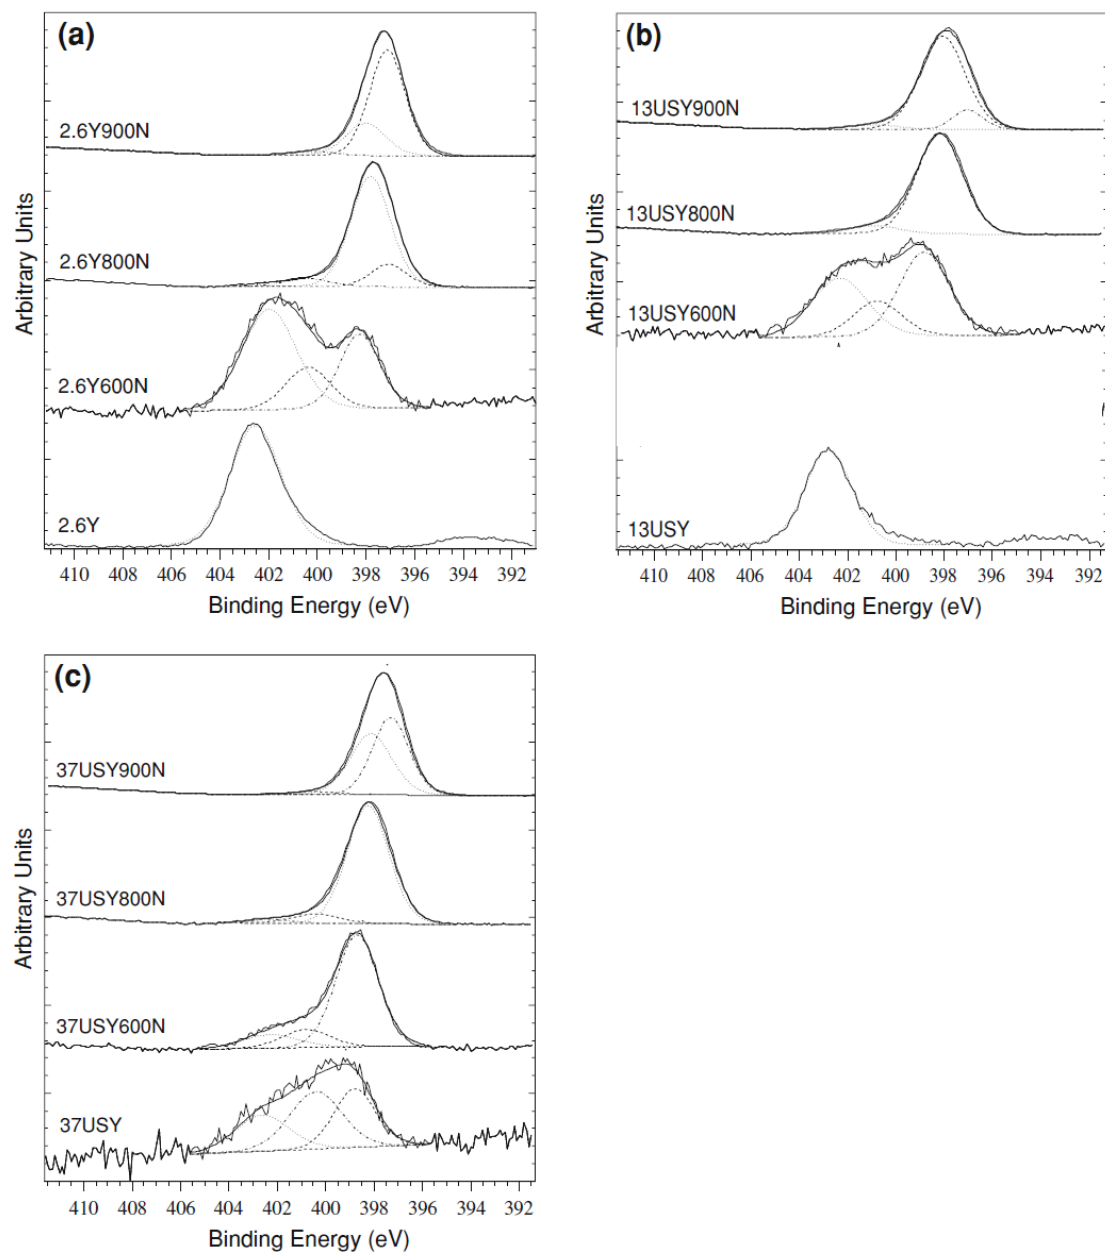 (a)
2.6Y900N
2.6Y800N
2.6Y600N
2.6Y
Arbitrary Units
410 408 406 404 402 400 398 396 394 392
Binding Energy (eV)
(b)
13USY900N
13USY800N
13USY600N
13USY
Arbitrary Units
410 408 406 404 402 400 398 396 394 392
Binding Energy (eV)
(c)
37USY900N
37USY800N
37USY600N
37USY
Arbitrary Units
410 408 406 404 402 400 398 396 394 392
Binding Energy (eV)